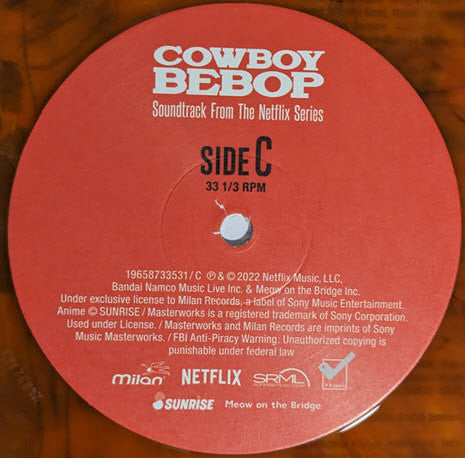 COWBOY
BEBOP
Soundtrack From The Netflix Series
SIDE C
33 1/3 RPM
19658733531/C ℗ & © 2022 Netflix Music, LLC,
Bandai Namco Music Live Inc. & Meow on the Bridge Inc.
Under exclusive license to Milan Records, a label of Sony Music Entertainment.
Anime © SUNRISE / Masterworks is a registered trademark of Sony Corporation.
Used under License. / Masterworks and Milan Records are imprints of Sony
Music Masterworks. / FBI Anti-Piracy Warning: Unauthorized copying is
punishable under federal law
milan NETFLIX SRML
SUNRISE Meow on the Bridge